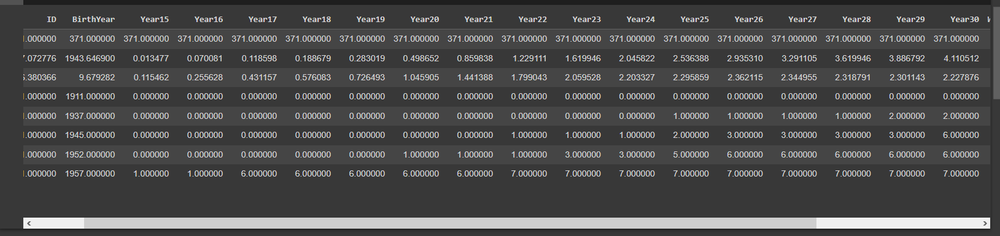 ID BirthYear Year15 Year16 Year17 Year18 Year19 Year20 Year21 Year22 Year23 Year24 Year25 Year26 Year27 Year28 Year29 Year30
.000000 371.000000 371.000000 371.000000 371.000000 371.000000 371.000000 371.000000 371.000000 371.000000 371.000000 371.000000 371.000000 371.000000 371.000000 371.000000 371.000000 371.000000
.072776 1943.646900 0.013477 0.070081 0.118598 0.188679 0.283019 0.498652 0.859838 1.229111 1.619946 2.045822 2.536388 2.935310 3.291105 3.619946 3.886792 4.110512
.380366 9.679282 0.115462 0.255628 0.431157 0.576083 0.726493 1.045905 1.441388 1.799043 2.059528 2.203327 2.295859 2.362115 2.344955 2.318791 2.301143 2.227876
.000000 1911.000000 0.000000 0.000000 0.000000 0.000000 0.000000 0.000000 0.000000 0.000000 0.000000 0.000000 0.000000 0.000000 0.000000 0.000000 0.000000 0.000000
.000000 1937.000000 0.000000 0.000000 0.000000 0.000000 0.000000 0.000000 0.000000 0.000000 0.000000 0.000000 1.000000 1.000000 1.000000 1.000000 2.000000 2.000000
.000000 1945.000000 0.000000 0.000000 0.000000 0.000000 0.000000 0.000000 0.000000 1.000000 1.000000 1.000000 2.000000 3.000000 3.000000 3.000000 3.000000 6.000000
.000000 1952.000000 0.000000 0.000000 0.000000 0.000000 0.000000 1.000000 1.000000 1.000000 3.000000 3.000000 5.000000 6.000000 6.000000 6.000000 6.000000 6.000000
.000000 1957.000000 1.000000 1.000000 6.000000 6.000000 6.000000 6.000000 6.000000 7.000000 7.000000 7.000000 7.000000 7.000000 7.000000 7.000000 7.000000 7.000000